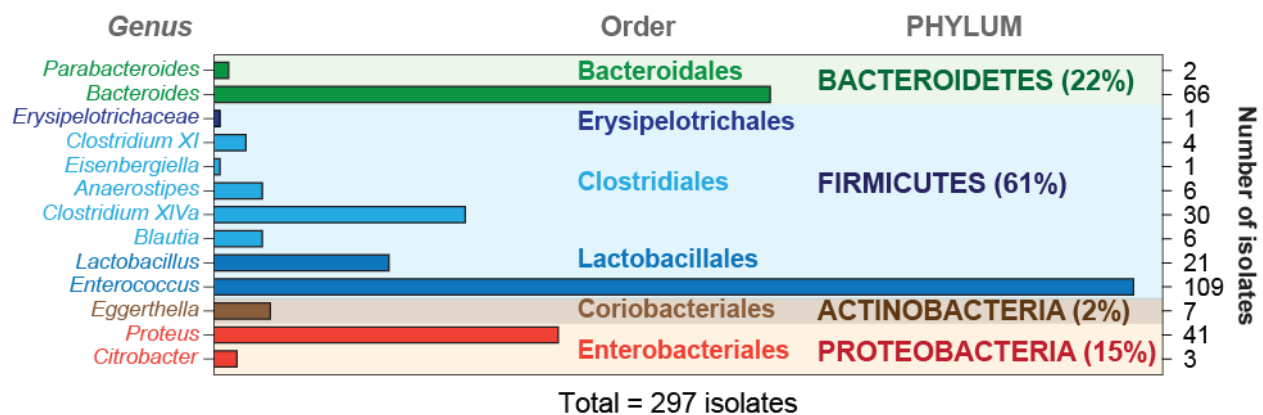 Genus Order PHYLUM
Parabacteroides Bacteroidales 2
BACTEROIDETES (22%)
Bacteroides 66
Erysipelotrichaceae Erysipelotrichales 1
Clostridium XI 4
Eisenbergiella 1
Anaerostipes Clostridiales FIRMICUTES (61%) 6
Clostridium XIVa 30
Blautia 6
Lactobacillus Lactobacillales 21
Enterococcus 109
Eggerthella Coriobacteriales ACTINOBACTERIA (2%) 7
Proteus 41
Enterobacteriales PROTEOBACTERIA (15%)
Citrobacter 3
Number of isolates
Total = 297 isolates